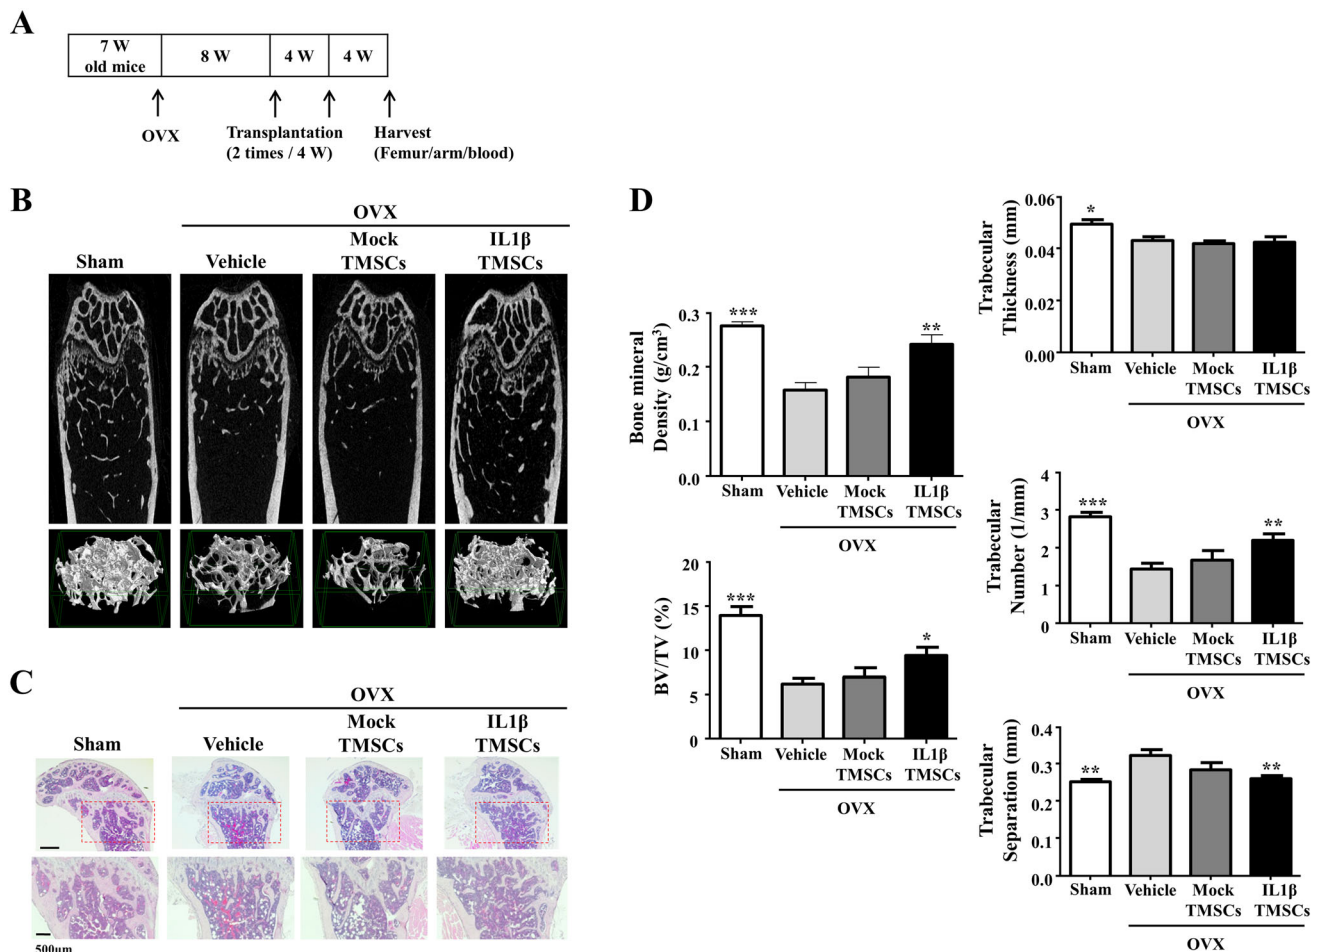 A
7 W
old mice
8 W
4 W
4 W
OVX
Transplantation
(2 times / 4 W)
Harvest
(Femur/arm/blood)
B
OVX
Sham
Vehicle
Mock
TMSCs
IL1β
TMSCs
C
OVX
Sham
Vehicle
Mock
TMSCs
IL1β
TMSCs
500μm
D
Bone mineral
Density (g/cm³)
0.3
0.2
0.1
0.0
***
**
Sham
Vehicle
Mock
TMSCs
IL1β
TMSCs
OVX
BV/TV (%)
15
10
5
0
***
*
Sham
Vehicle
Mock
TMSCs
IL1β
TMSCs
OVX
Trabecular
Thickness (mm)
0.06
0.04
0.02
0.00
*
Sham
Vehicle
Mock
TMSCs
IL1β
TMSCs
OVX
Trabecular
Number (1/mm)
4
3
2
1
0
***
**
Sham
Vehicle
Mock
TMSCs
IL1β
TMSCs
OVX
Trabecular
Separation (mm)
0.4
0.3
0.2
0.1
0.0
**
**
Sham
Vehicle
Mock
TMSCs
IL1β
TMSCs
OVX